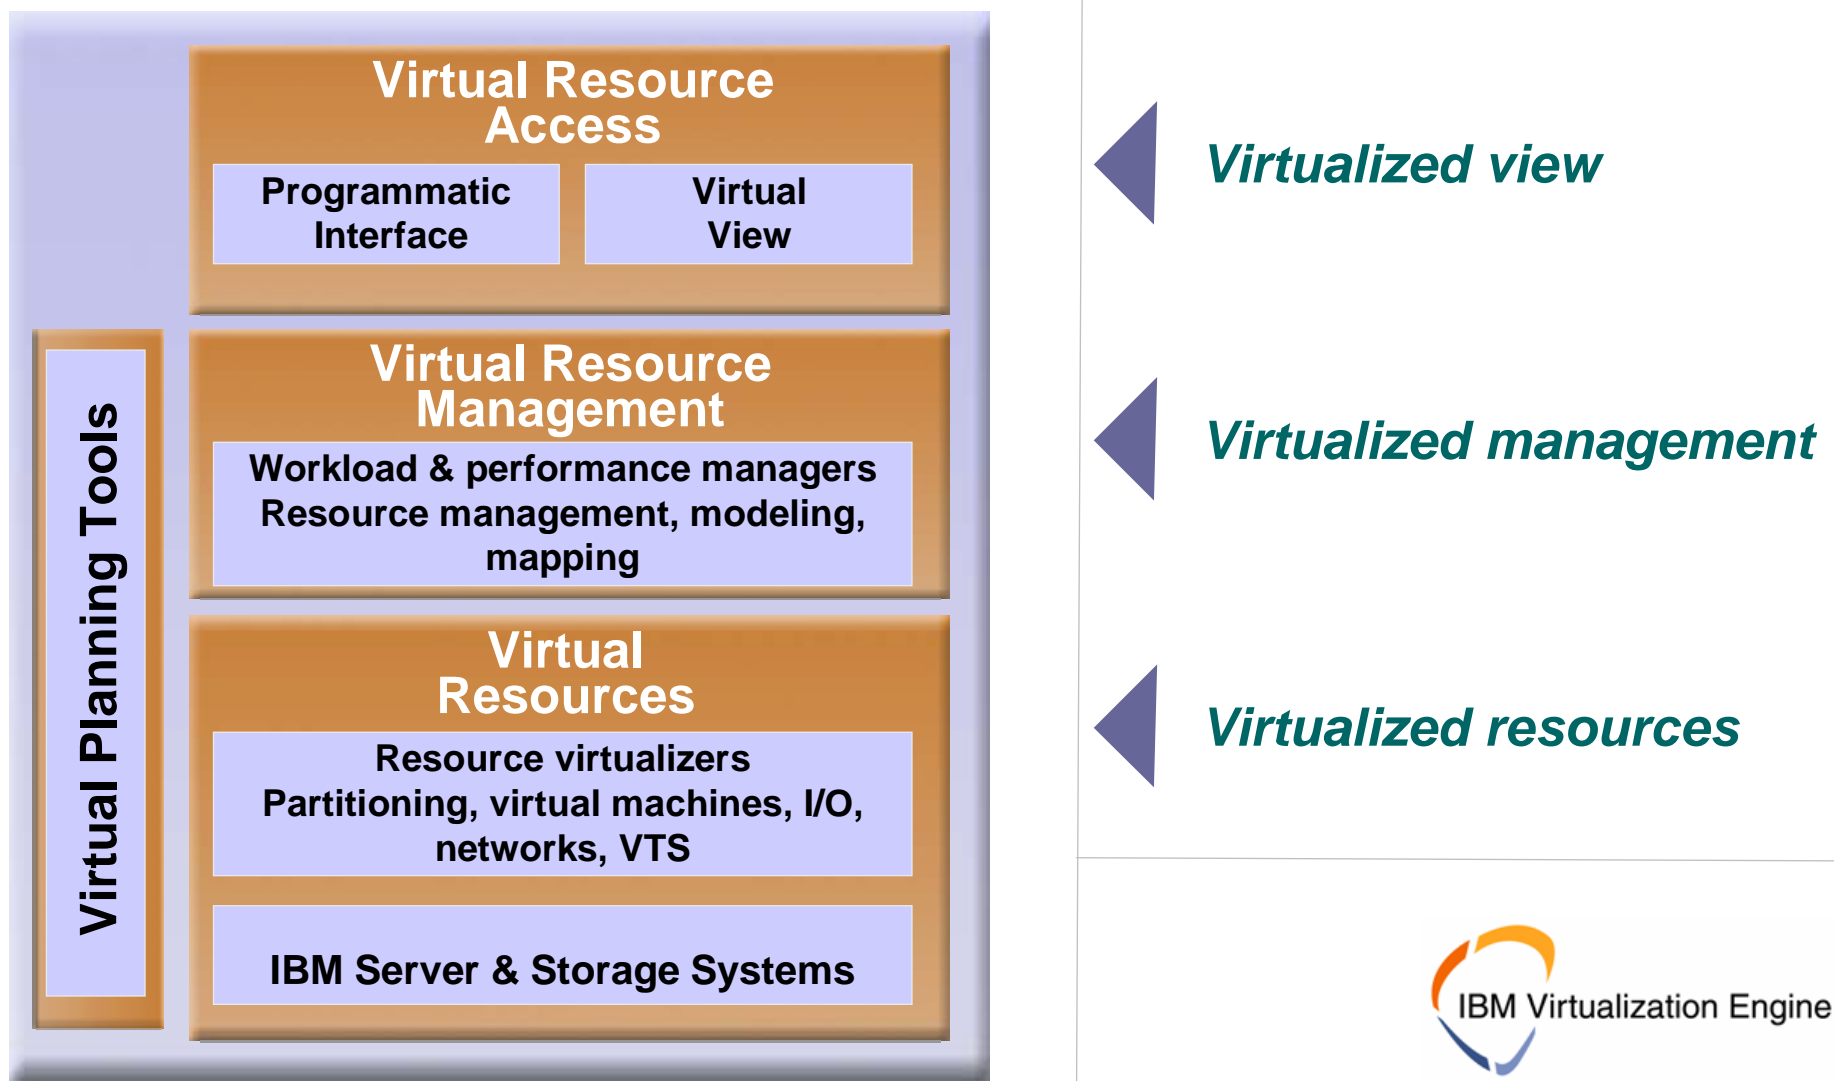 Virtual Resource
Access
Programmatic
Interface
Virtual
View
Virtual Planning Tools
Virtual Resource
Management
Workload & performance managers
Resource management, modeling,
mapping
Virtual
Resources
Resource virtualizers
Partitioning, virtual machines, I/O,
networks, VTS
IBM Server & Storage Systems
Virtualized view
Virtualized management
Virtualized resources
IBM Virtualization Engine